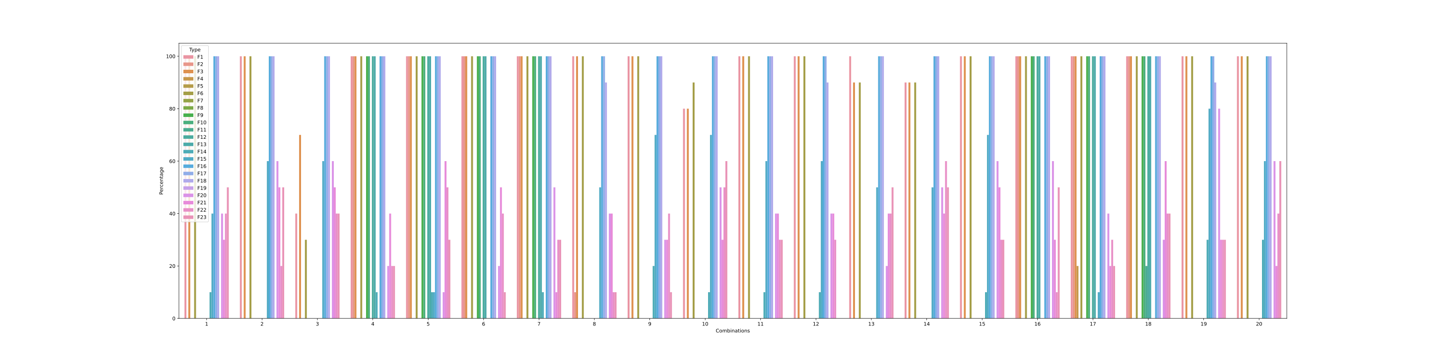 Type
F1
F2
F3
F4
F5
F6
F7
F8
F9
F10
F11
F12
F13
F14
F15
F16
F17
F18
F19
F20
F21
F22
F23
100
80
60
40
20
0
Percentage
1 2 3 4 5 6 7 8 9 10 11 12 13 14 15 16 17 18 19 20
Combinations